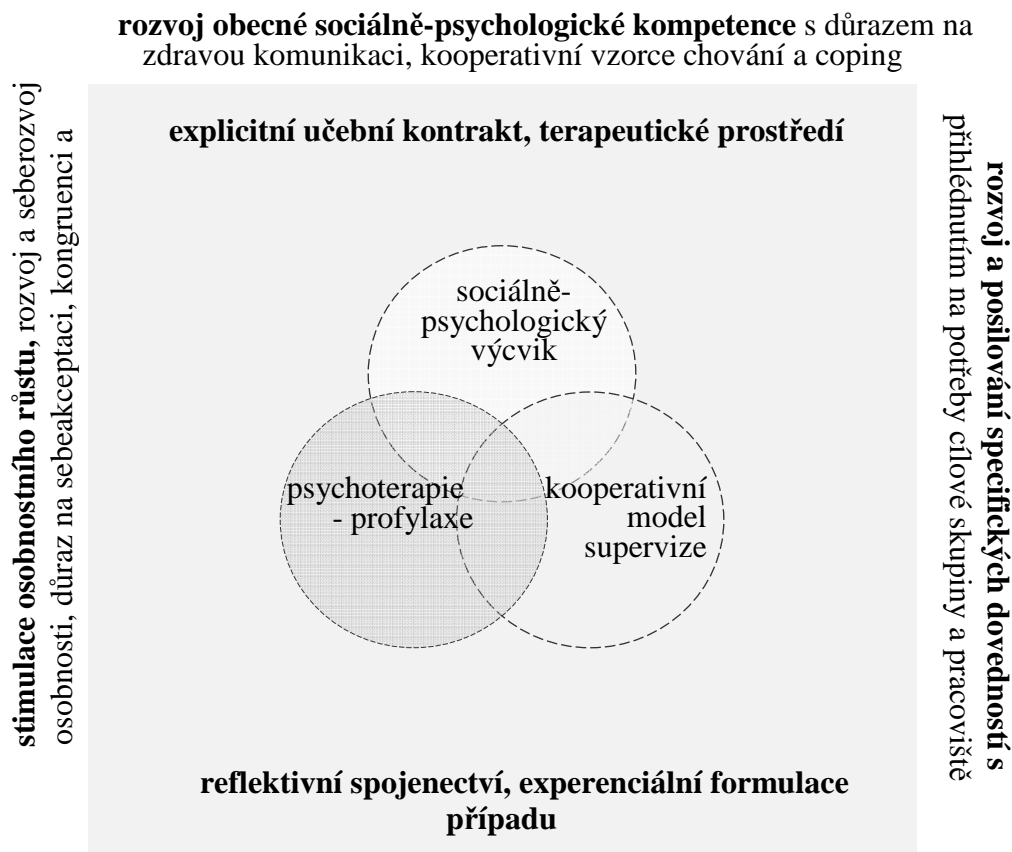 rozvoj obecné sociálně-psychologické kompetence s důrazem na
zdravou komunikaci, kooperativní vzorce chování a coping
stimulace osobnostního růstu, rozvoj a seberozvoj
osobnosti, důraz na sebeakceptaci, kongruenci a
explicitní učební kontrakt, terapeutické prostředí
sociálně-
psychologický
výcvik
psychoterapie
- profylaxe
kooperativní
model
supervize
reflektivní spojenectví, experenciální formulace
případu
rozvoj a posilování specifických dovedností s
přihlédnutím na potřeby cílové skupiny a pracoviště